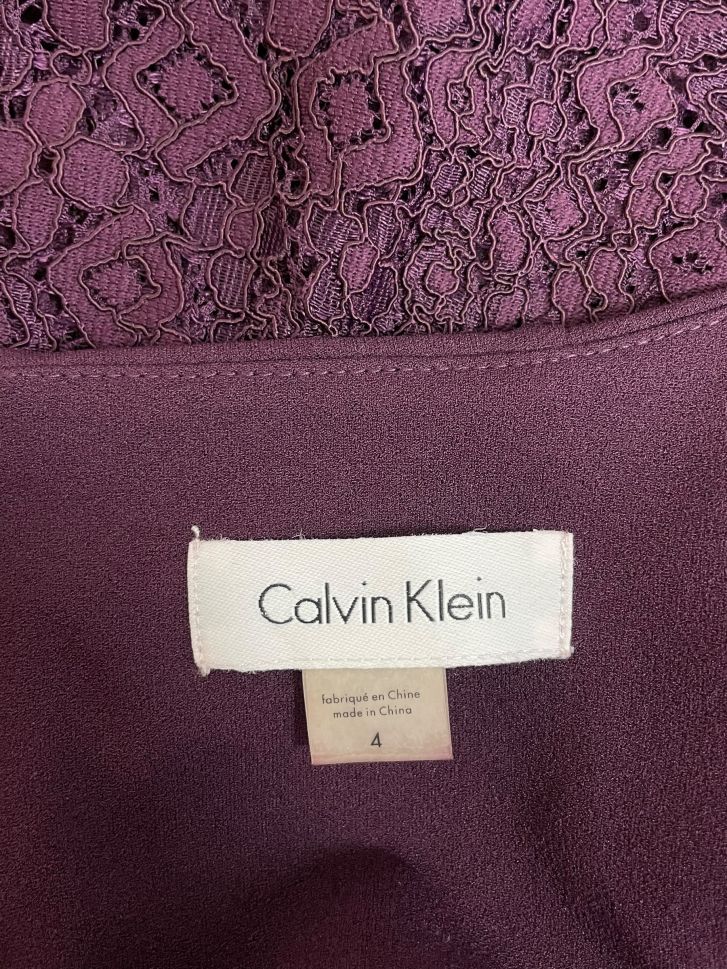 Calvin Klein
fabriqué en Chine
made in China
4